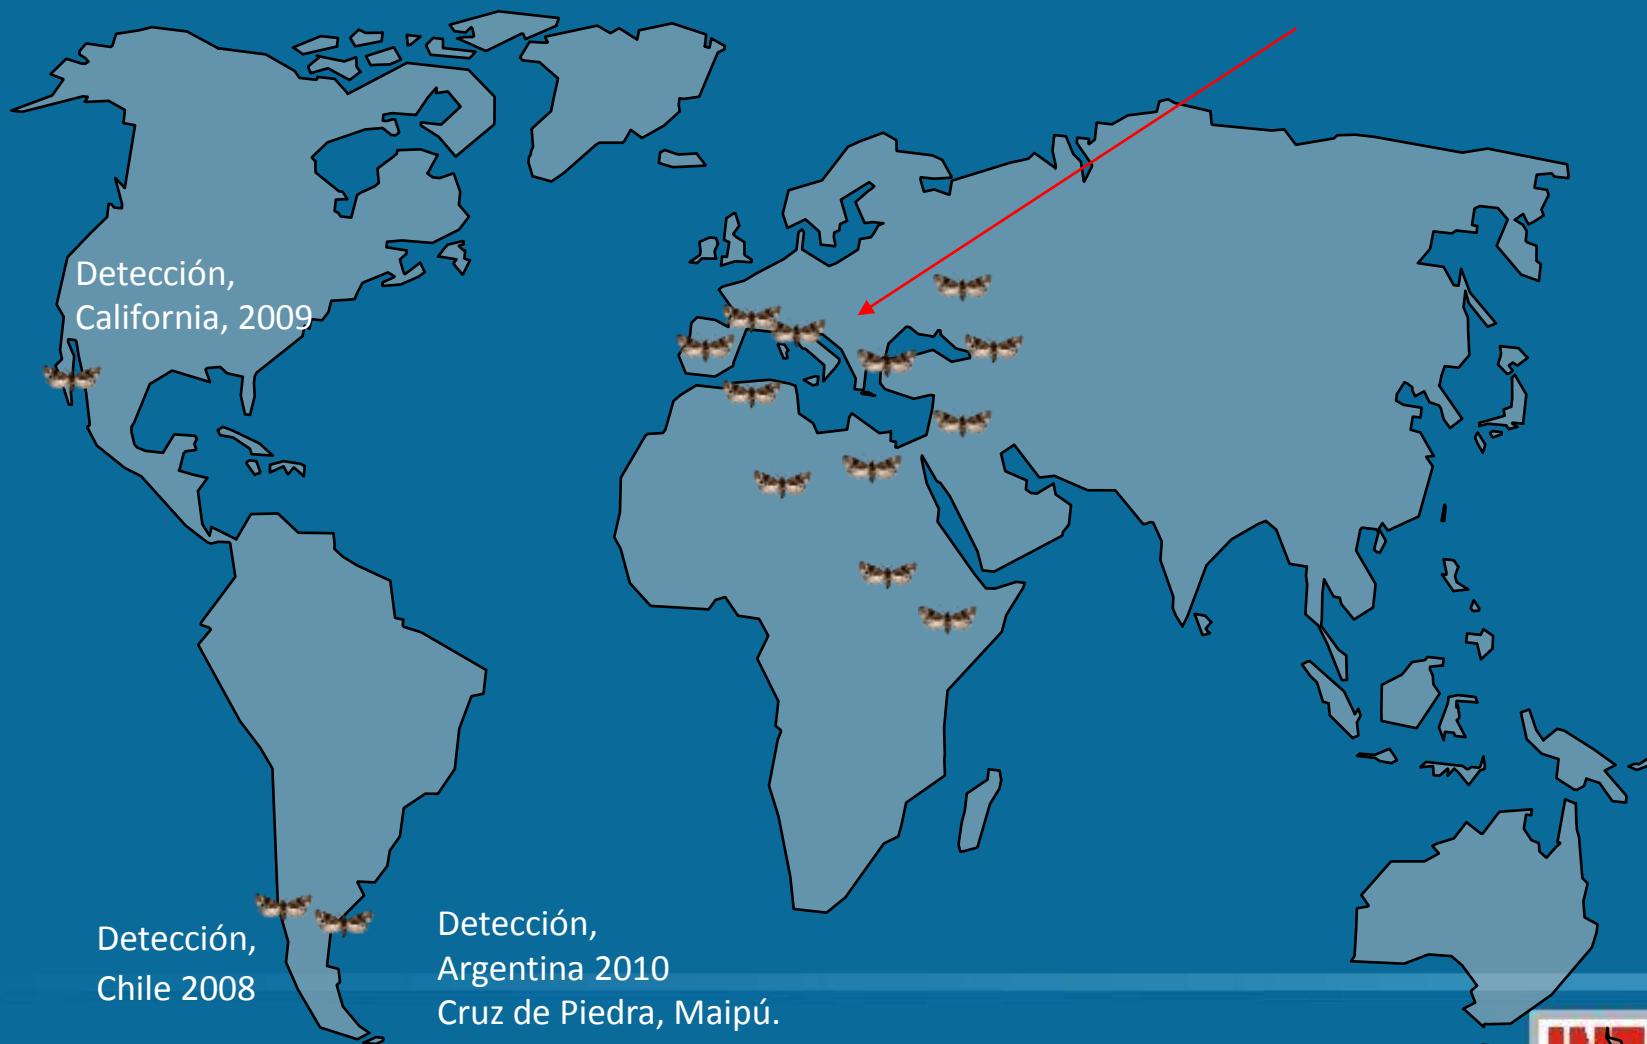 Detección,
California, 2009
Detección,
Chile 2008
Detección,
Argentina 2010
Cruz de Piedra, Maipú.